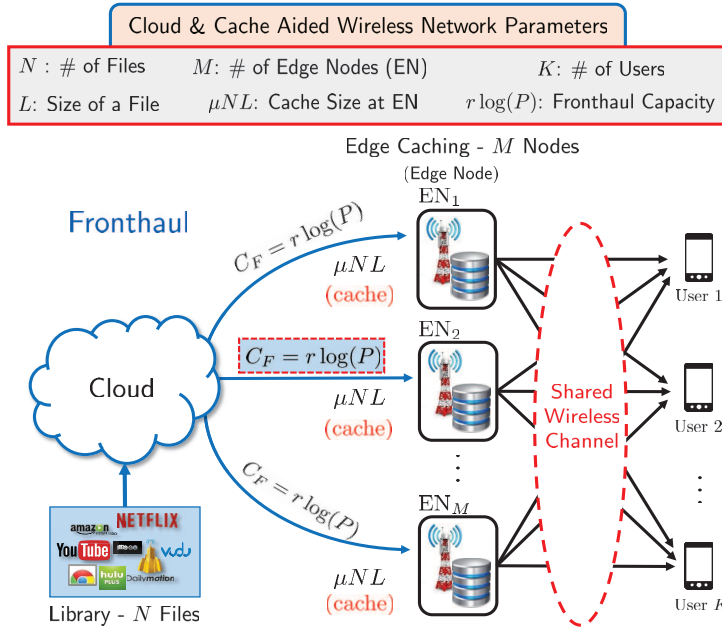 Cloud & Cache Aided Wireless Network Parameters
N : # of Files M: # of Edge Nodes (EN) K: # of Users
L: Size of a File μNL: Cache Size at EN r log(P): Fronthaul Capacity
Edge Caching - M Nodes
(Edge Node)
EN₁
Fronthaul
C_F = r log(P)
μNL
(cache)
User 1
EN₂
C_F = r log(P)
Cloud
μNL
(cache)
Shared
Wireless
Channel
User 2
C_F = r log(P)
EN_M
amazon
NETFLIX
YouTube
vudu
hulu
PLUS
Dailymotion
μNL
(cache)
User K
Library - N Files